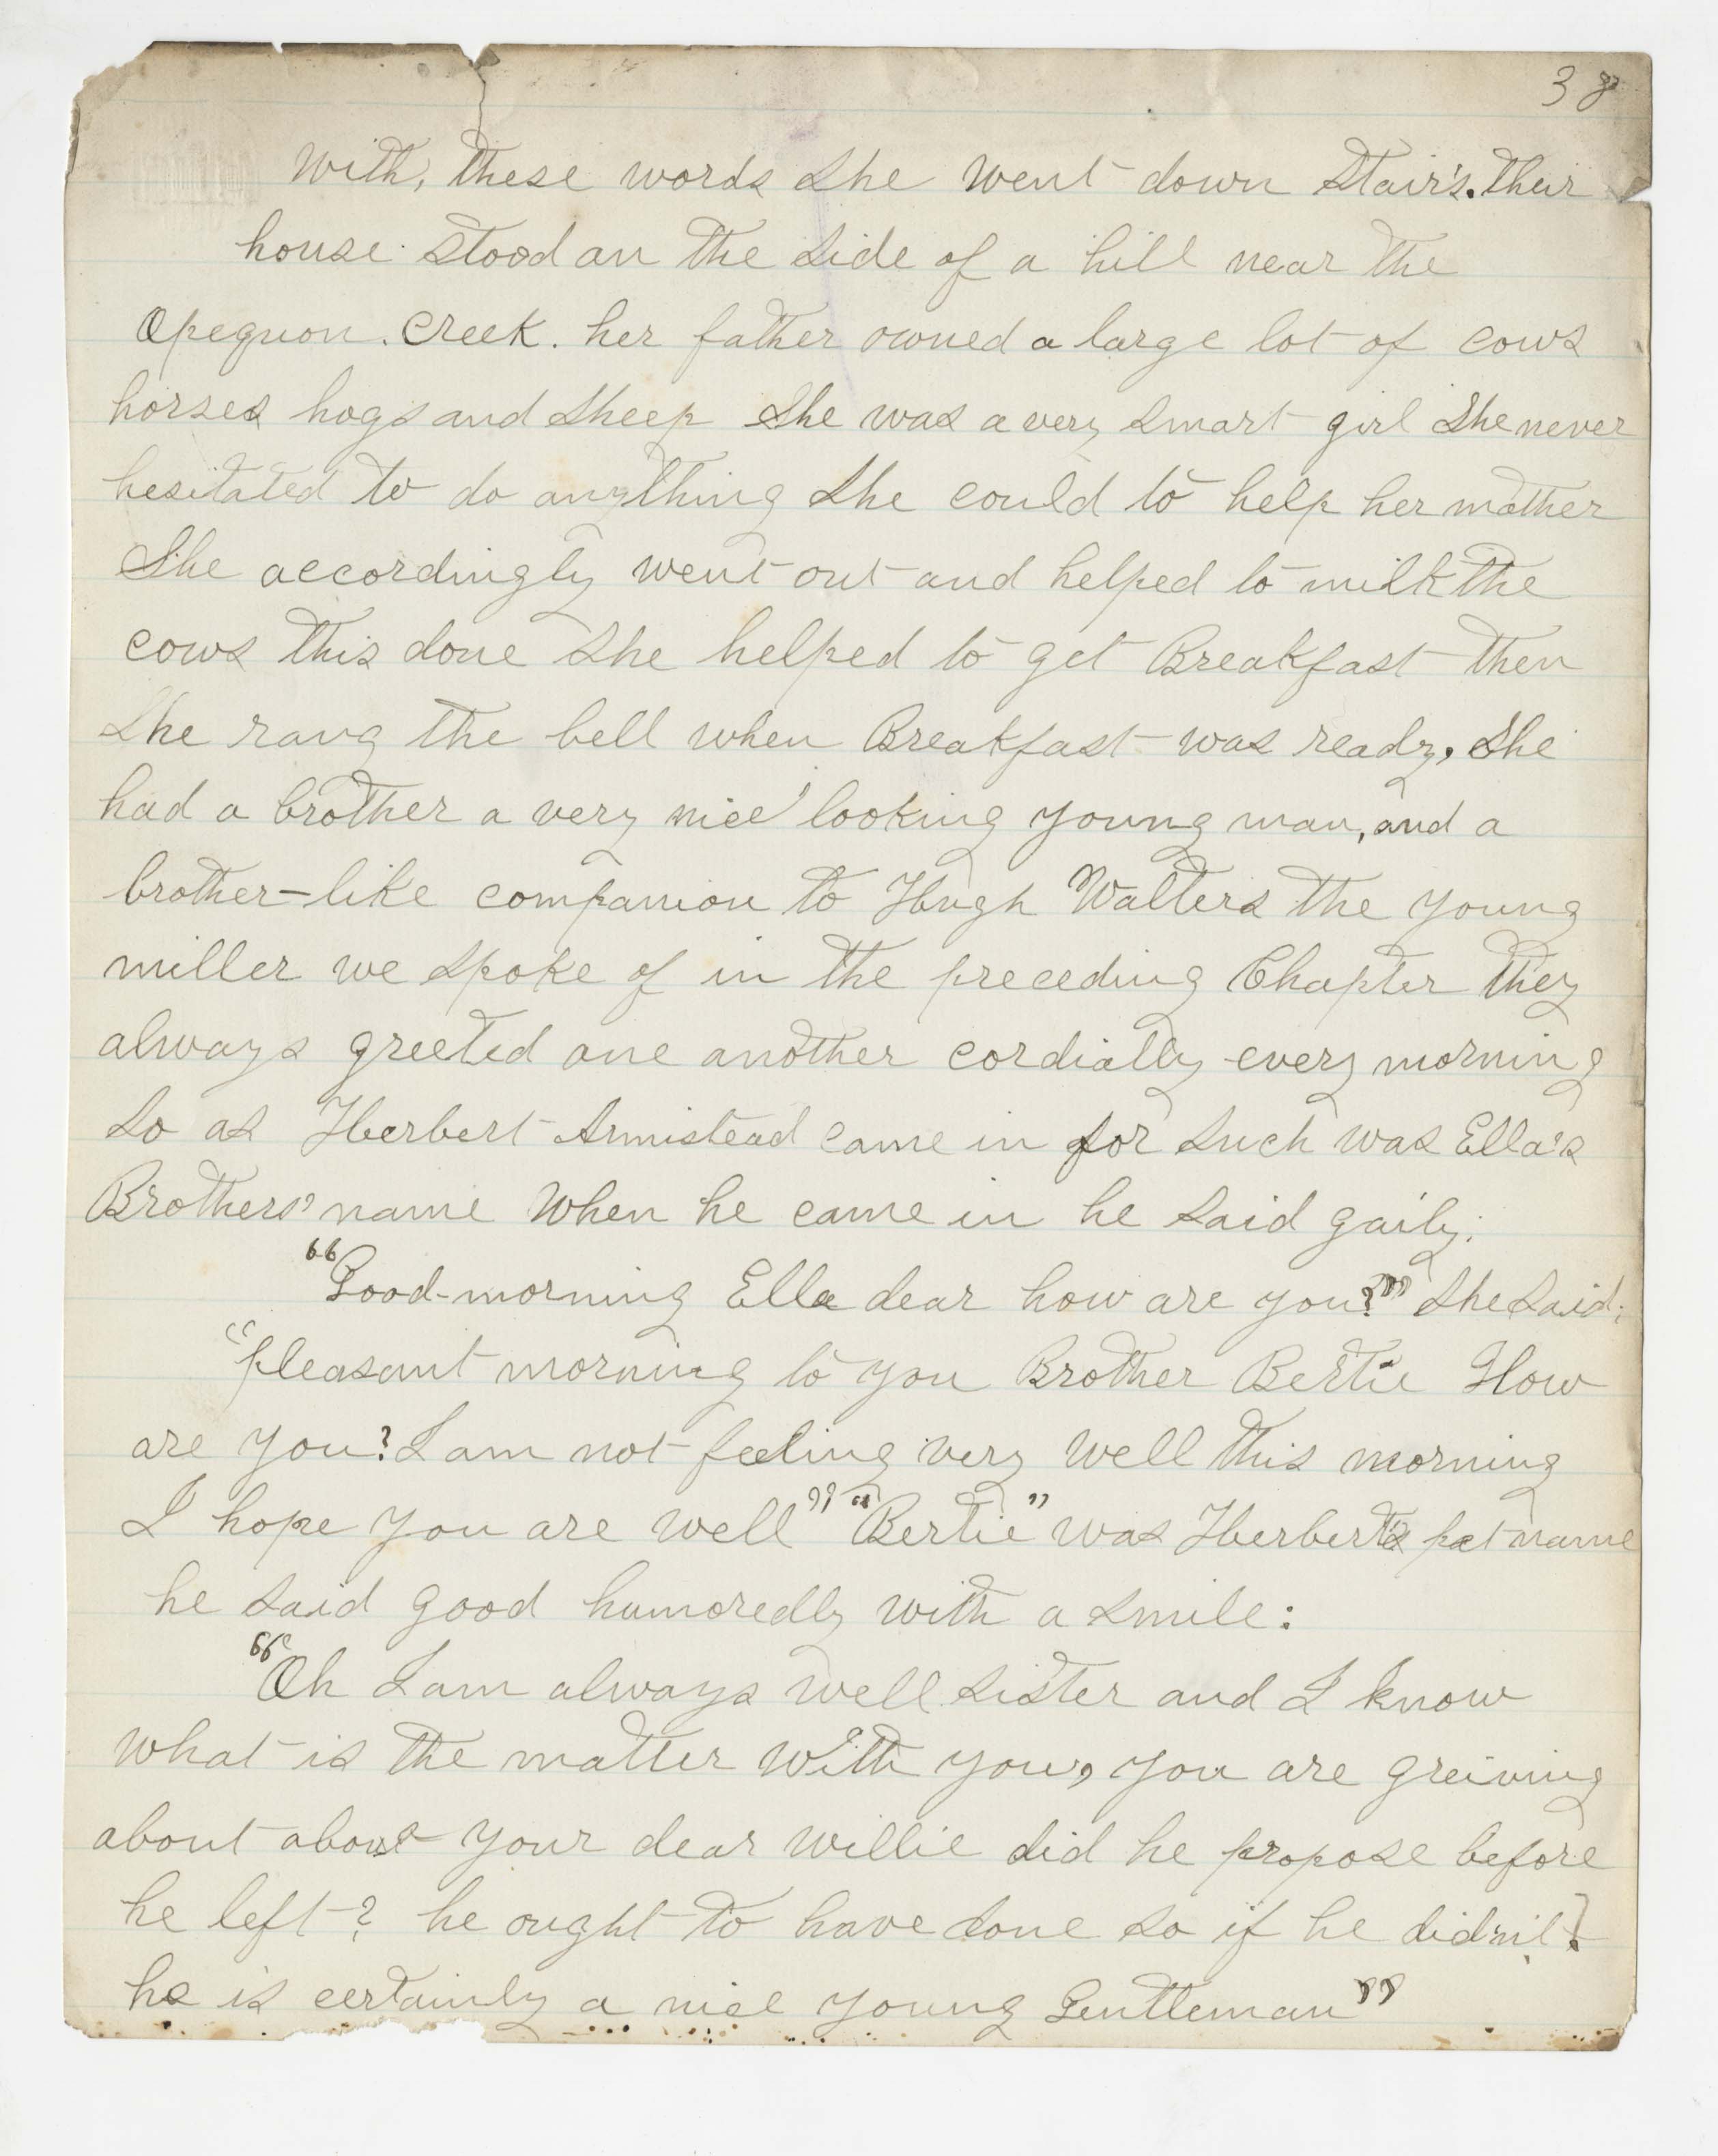 38
With, these words she went down stair's. their
house stood on the side of a hill near the
Opequon. Creek. her father owned a large lot of cows
horses hogs and sheep She was a very smart girl She never
hesitated to do anything she could to help her mother
She accordingly went out and helped to milk the
cows this done she helped to get Breakfast then
she rang the bell when Breakfast was ready, she
had a brother a very nice looking young man, and a
brother-like companion to Hugh Walters the young
miller we spoke of in the preceding Chapter they
always greeted one another cordially every morning
so as Herbert Armistead came in for such was Ella's
Brothers' name When he came in he said gaily;
"Good-morning Ella dear how are you?" she said;
"pleasant morning to you Brother Bertie How
are you? I am not feeling very well this morning
I hope you are well" "Bertie" was Herbert's pet name
he said good humoredly with a smile:
"Oh I am always well sister and I know
what is the matter with you, you are greiving
about about your dear Willie did he propose before
he left? he ought to have done so if he didn't!
he is certainly a nice young Gentleman"